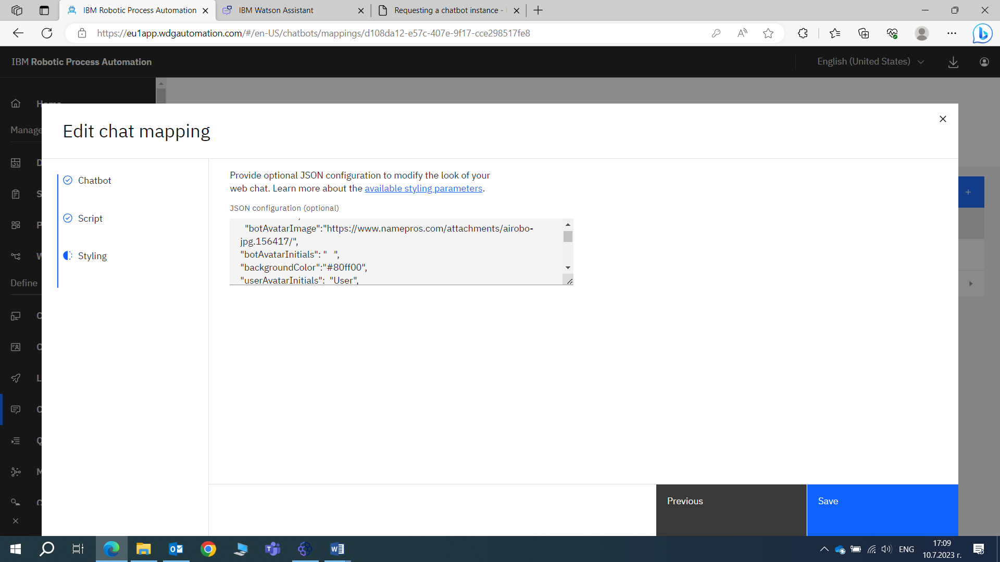 IBM Robotic Process Automation
IBM Watson Assistant
Requesting a chatbot instance -
https://eu1app.wdgautomation.com/#/en-US/chatbots/mappings/d108da12-e57c-407e-9f17-cce298517fe8
IBM Robotic Process Automation
English (United States)
Home
Manage
Edit chat mapping
D
Chatbot
S
Script
P
W
Styling
Define
C
C
L
C
Q
M
C
Provide optional JSON configuration to modify the look of your
web chat. Learn more about the available styling parameters.
JSON configuration (optional)
"botAvatarImage":"https://www.namepros.com/attachments/airobo-
jpg.156417/",
"botAvatarInitials": "   ",
"backgroundColor":"#80ff00",
"userAvatarInitials":  "User",
Previous
Save
ENG
17:09
10.7.2023 г.